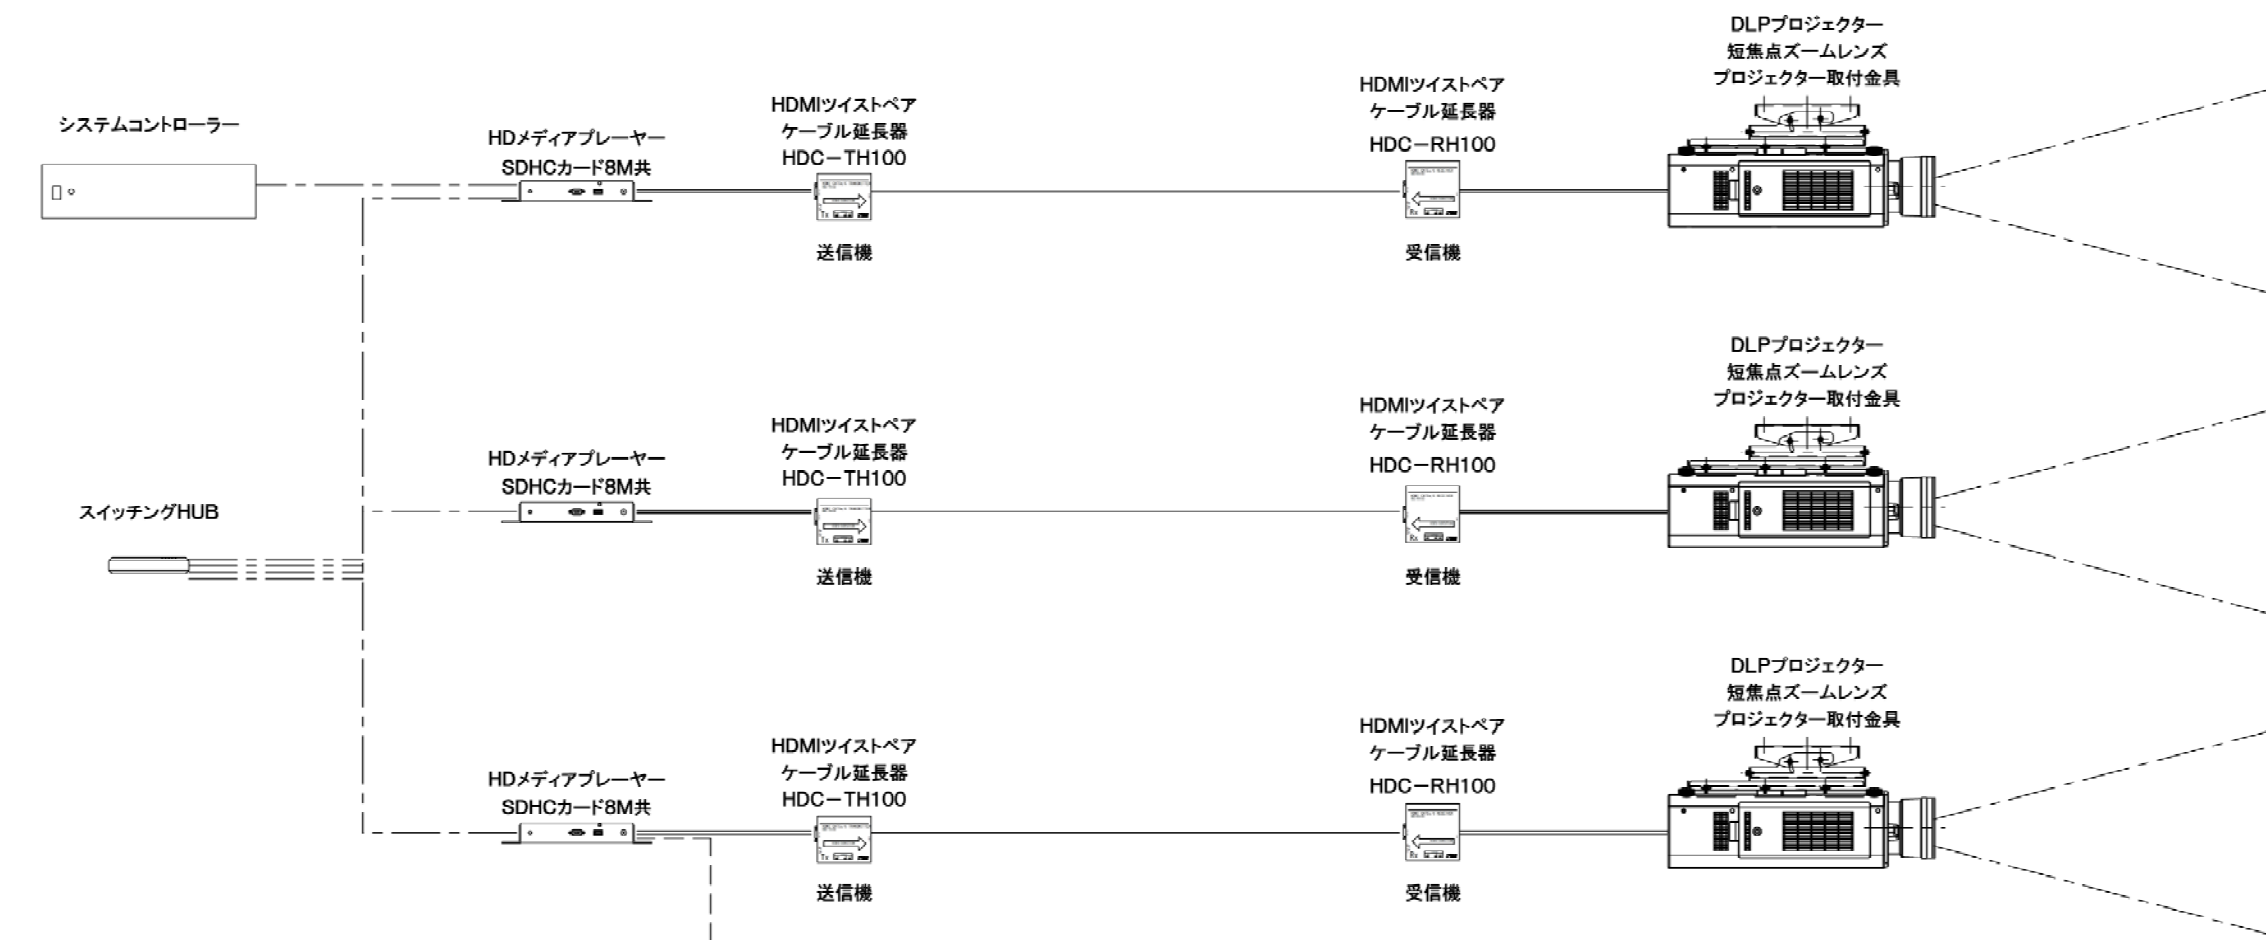 システムコントローラー
HDメディアプレーヤー
SDHCカード8M共
HDMIツイストペア
ケーブル延長器
HDC－TH100
送信機
HDMIツイストペア
ケーブル延長器
HDC－RH100
受信機
DLPプロジェクター
短焦点ズームレンズ
プロジェクター取付金具
スイッチングHUB
HDメディアプレーヤー
SDHCカード8M共
HDMIツイストペア
ケーブル延長器
HDC－TH100
送信機
HDMIツイストペア
ケーブル延長器
HDC－RH100
受信機
DLPプロジェクター
短焦点ズームレンズ
プロジェクター取付金具
HDメディアプレーヤー
SDHCカード8M共
HDMIツイストペア
ケーブル延長器
HDC－TH100
送信機
HDMIツイストペア
ケーブル延長器
HDC－RH100
受信機
DLPプロジェクター
短焦点ズームレンズ
プロジェクター取付金具